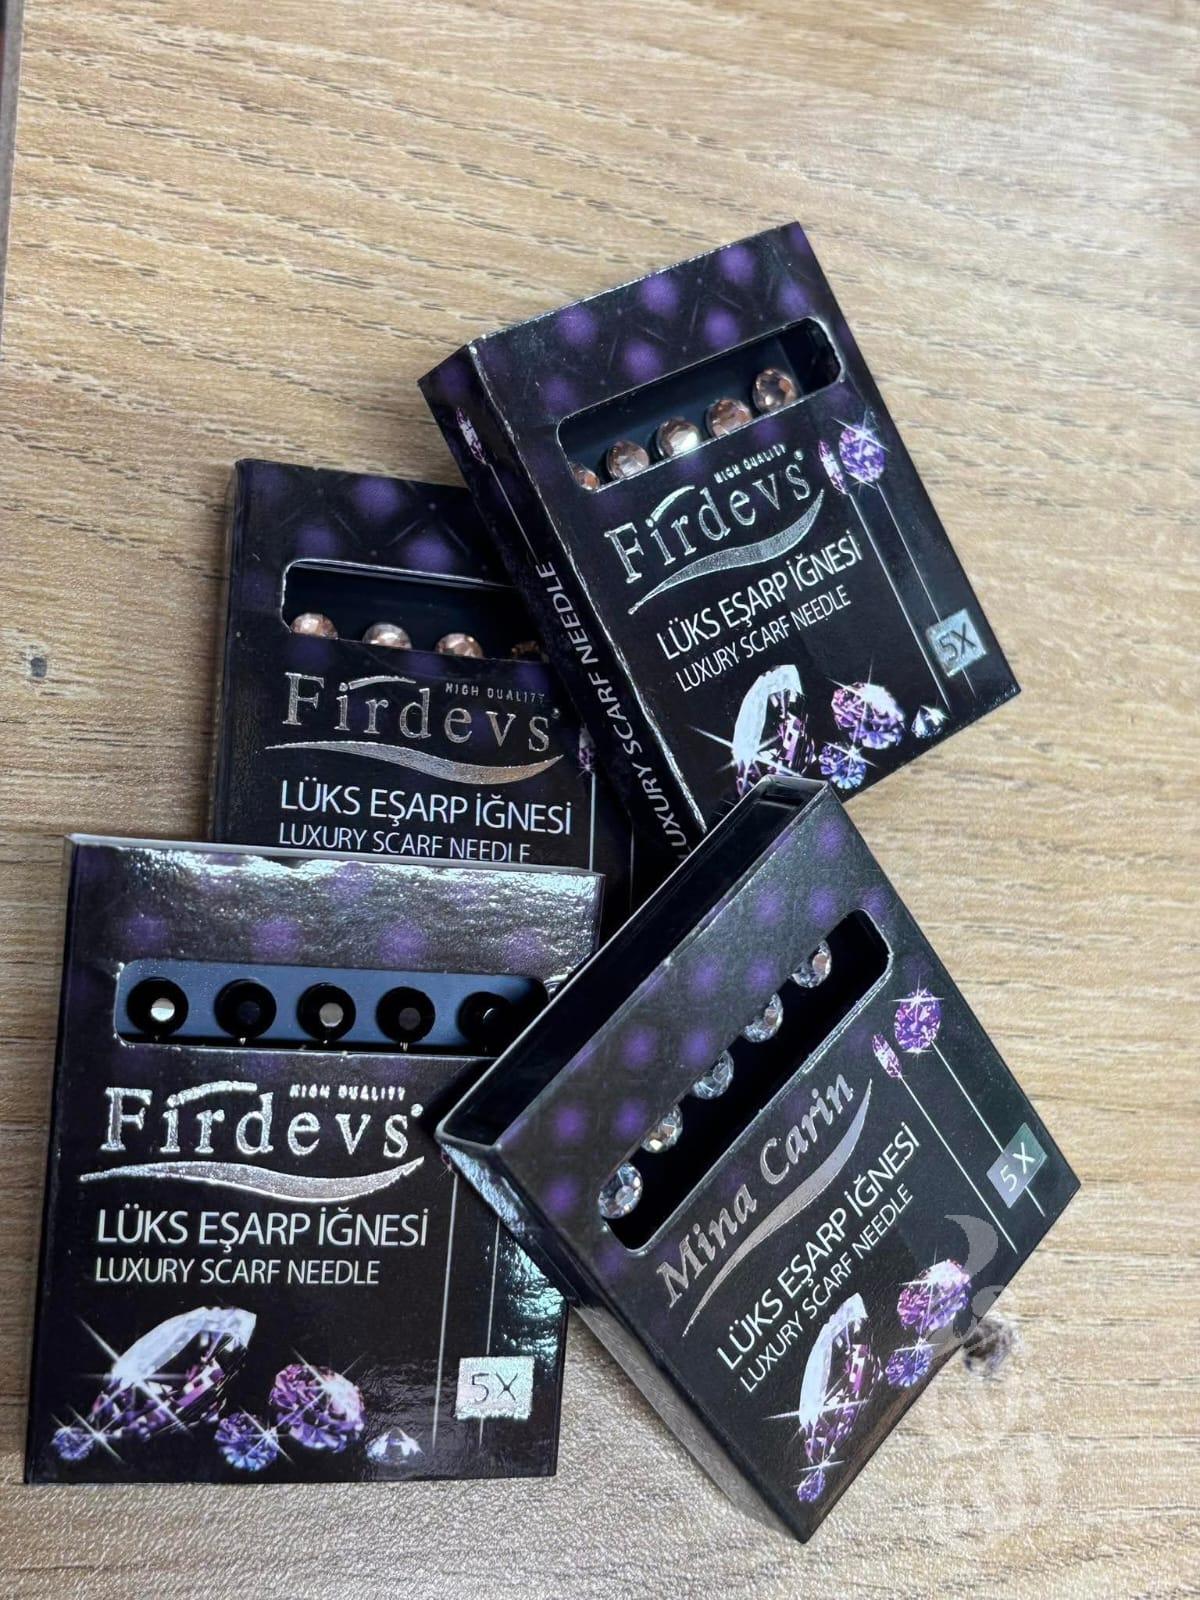 HIGH QUALITY
Firdevs®
LÜKS EŞARP İĞNESİ
LUXURY SCARF NEEDLE
5X
LUXURY SCARF NEEDLE
HIGH QUALITY
Firdevs®
LÜKS EŞARP İĞNESİ
LUXURY SCARF NEEDLE
HIGH QUALITY
Firdevs®
LÜKS EŞARP İĞNESİ
LUXURY SCARF NEEDLE
5X
Mina Carin
LÜKS EŞARP İĞNESİ
LUXURY SCARF NEEDLE
5X